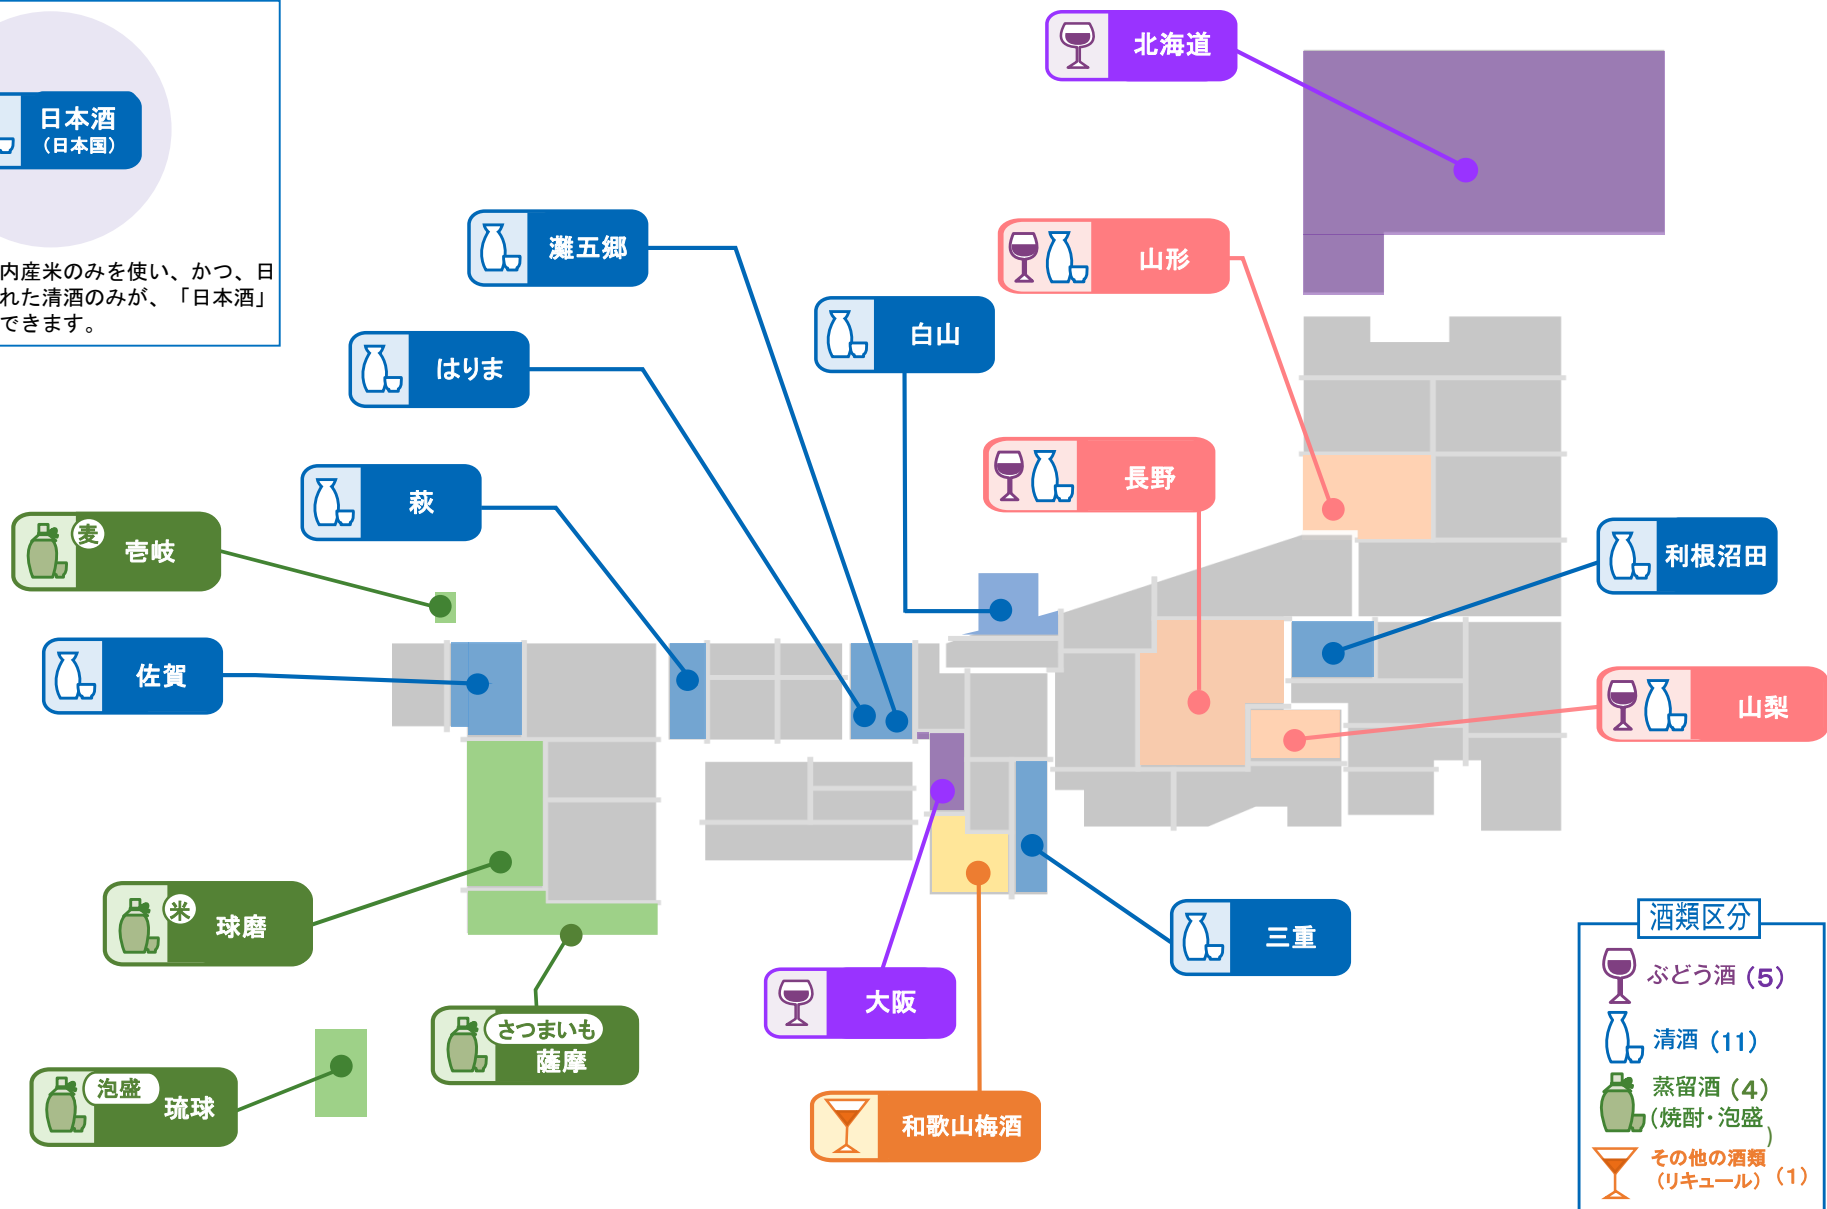 日本酒
（日本国）
内産米のみを使い、かつ、日
れた清酒のみが、「日本酒」
できます。
北海道
灘五郷
山形
はりま
白山
長野
萩
麦
壱岐
利根沼田
佐賀
山梨
米
球磨
三重
大阪
さつまいも
薩摩
泡盛
琉球
和歌山梅酒
酒類区分
ぶどう酒（5）
清酒（11）
蒸留酒（4）
（焼酎・泡盛）
その他の酒類
（リキュール）（1）